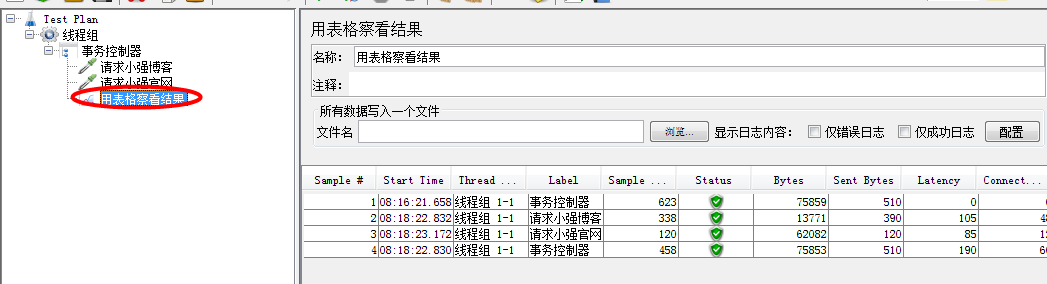 Test Plan
线程组
事务控制器
请求小强博客
请求小强官网
用表格察看结果
用表格察看结果
名称： 用表格察看结果
注释：
所有数据写入一个文件
文件名 浏览... 显示日志内容： 仅错误日志 仅成功日志 配置
Sample # Start Time Thread ... Label Sample ... Status Bytes Sent Bytes Latency Connect...
1 08:16:21.658 线程组 1-1 事务控制器 623 75859 510 0
2 08:18:22.832 线程组 1-1 请求小强博客 338 13771 390 105
3 08:18:23.172 线程组 1-1 请求小强官网 120 62082 120 85
4 08:18:22.830 线程组 1-1 事务控制器 458 75853 510 190